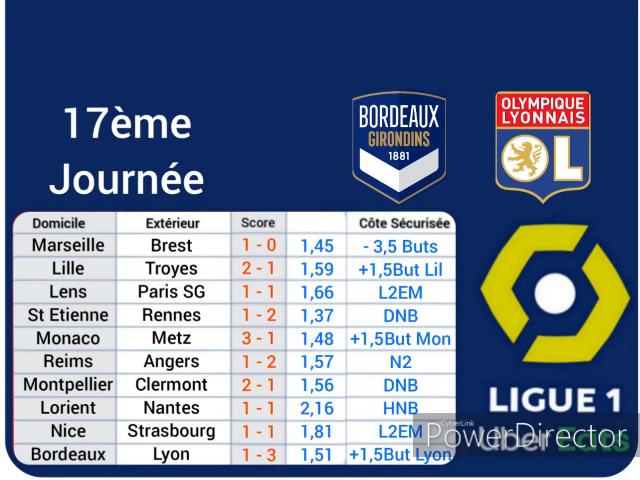 17ème
Journée
BORDEAUX
GIRONDINS
1881
OLYMPIQUE
LYONNAIS
OL
Domicile Extérieur Score Côte Sécurisée
Marseille Brest 1 - 0 1,45 - 3,5 Buts
Lille Troyes 2 - 1 1,59 +1,5But Lil
Lens Paris SG 1 - 1 1,66 L2EM
St Etienne Rennes 1 - 2 1,37 DNB
Monaco Metz 3 - 1 1,48 +1,5But Mon
Reims Angers 1 - 2 1,57 N2
Montpellier Clermont 2 - 1 1,56 DNB
Lorient Nantes 1 - 1 2,16 HNB
Nice Strasbourg 1 - 1 1,81 L2EM
Bordeaux Lyon 1 - 3 1,51 +1,5But Lyon
LIGUE 1
Uber Eats
CyberLink
PowerDirector